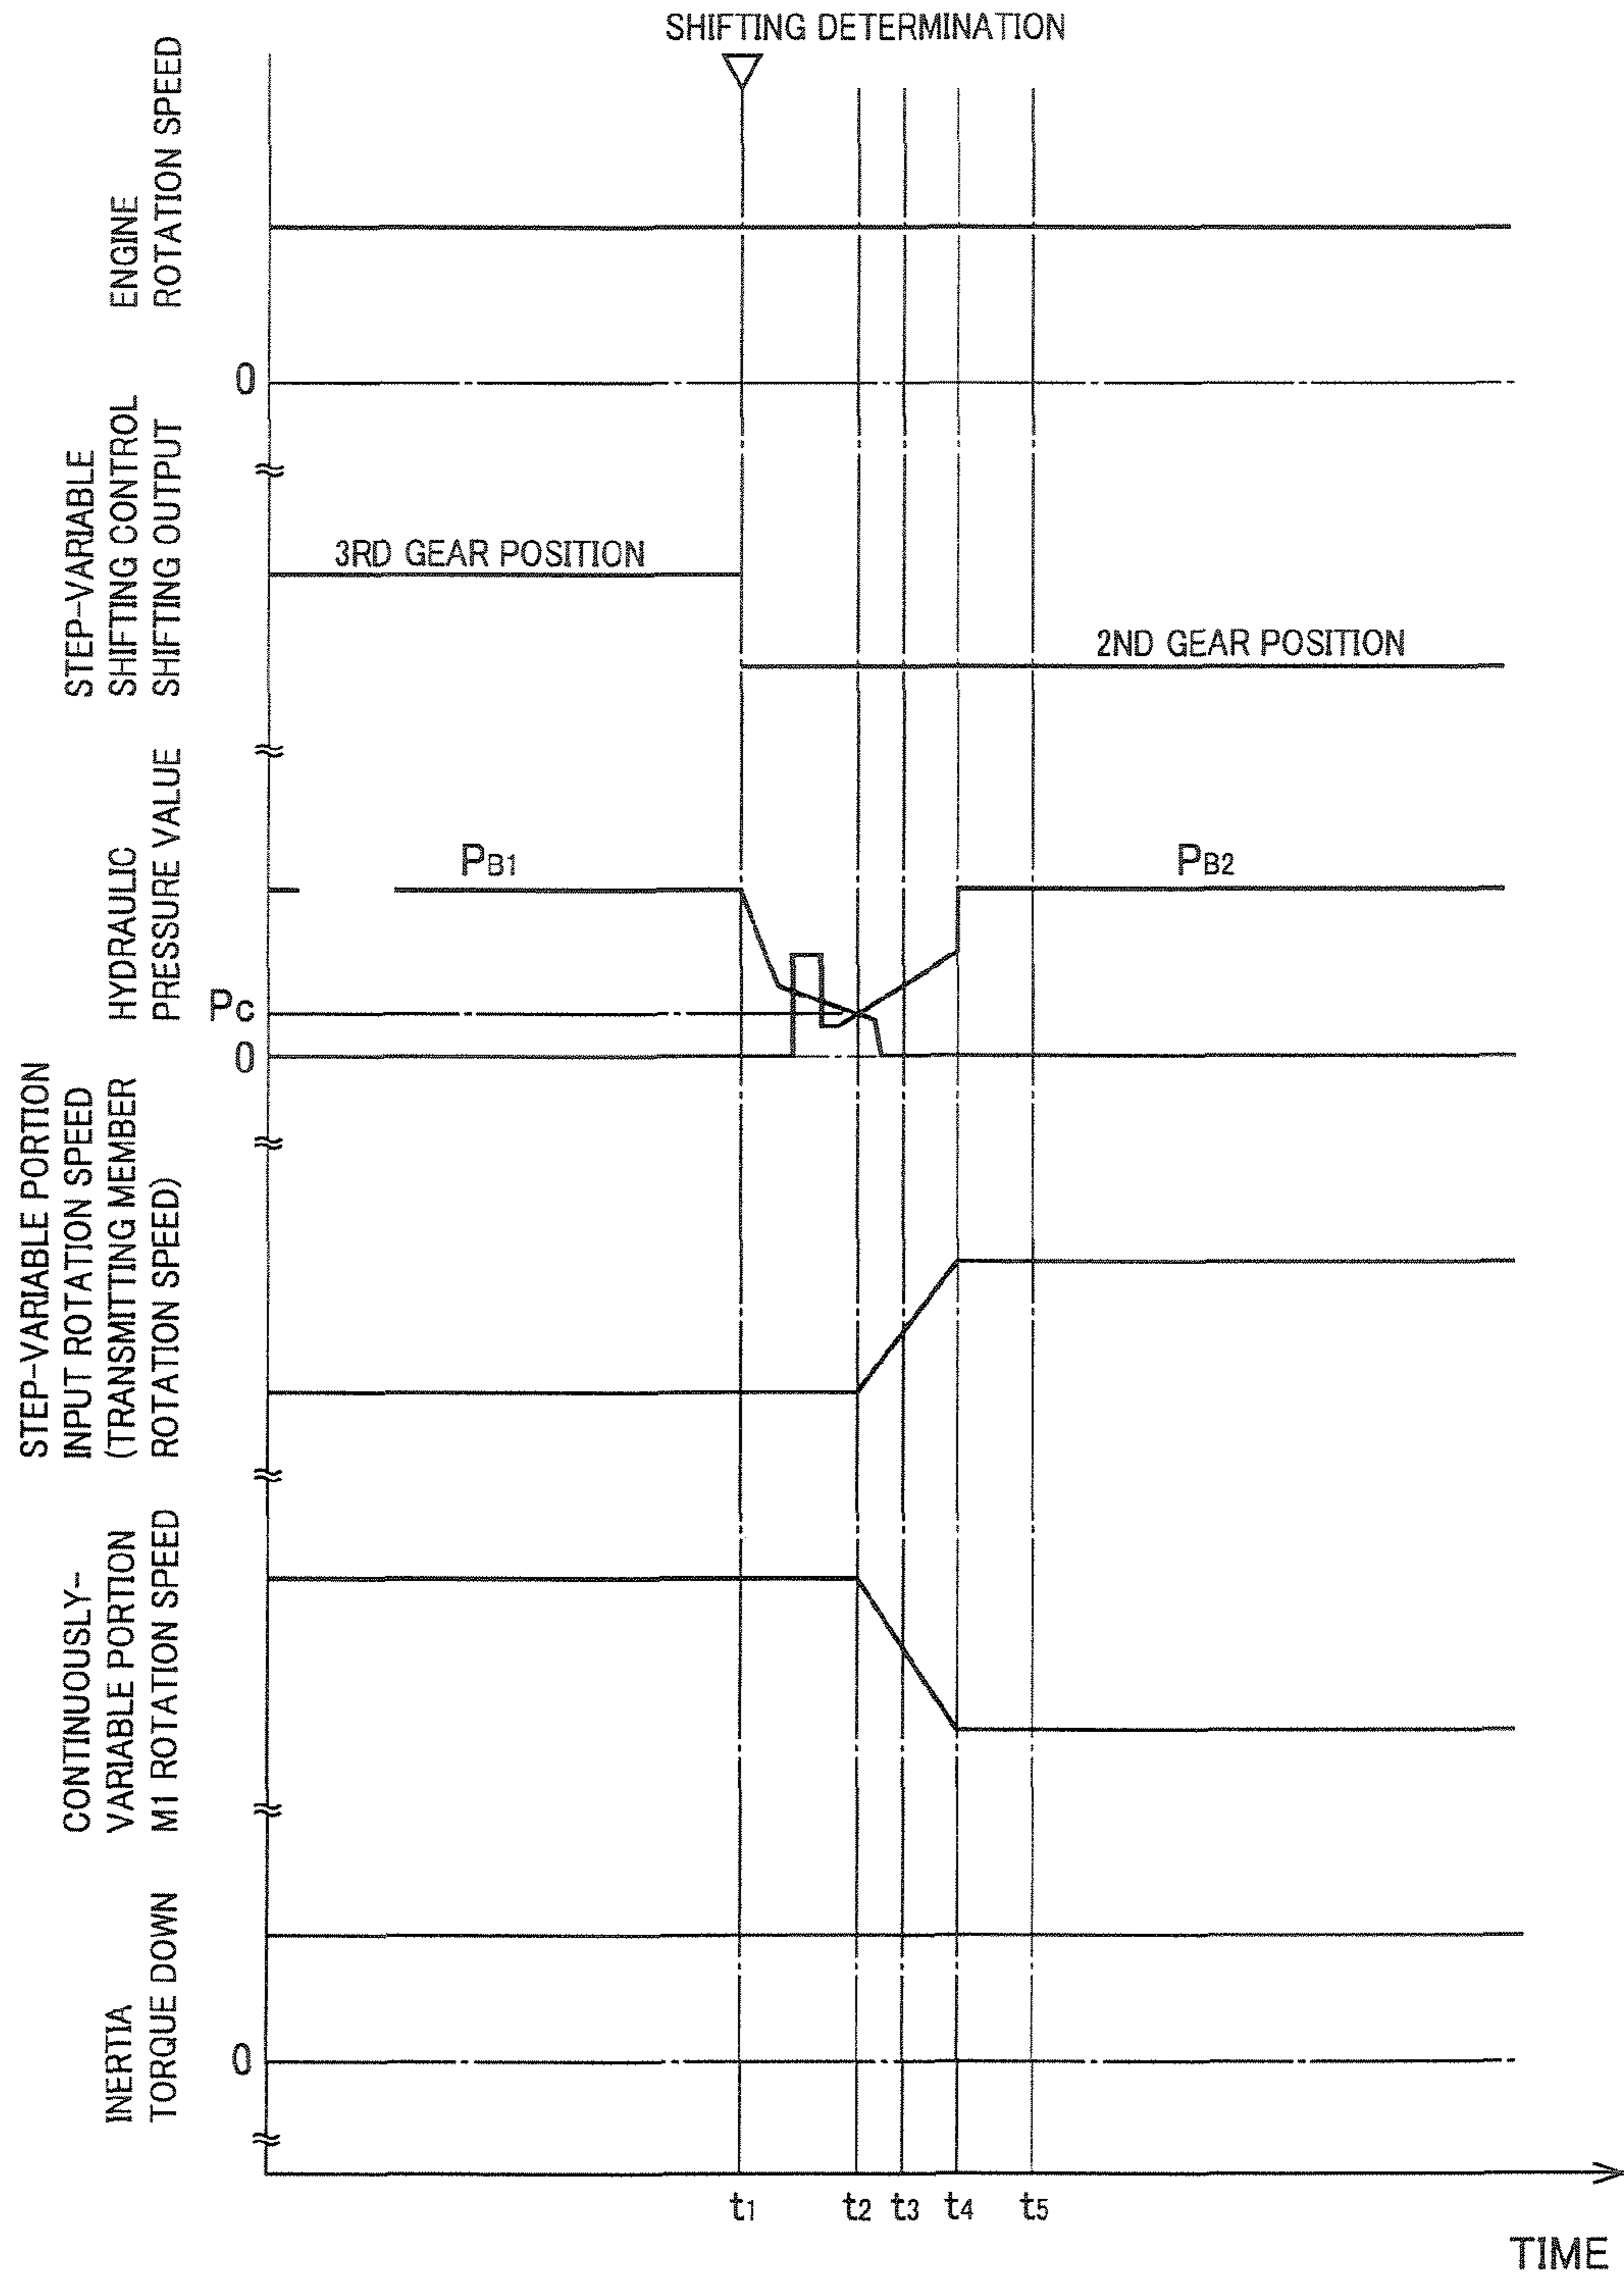 SHIFTING DETERMINATION
ENGINE
ROTATION SPEED
0
STEP-VARIABLE
SHIFTING CONTROL
SHIFTING OUTPUT
3RD GEAR POSITION
2ND GEAR POSITION
HYDRAULIC
PRESSURE VALUE
PB1
PB2
Pc
0
STEP-VARIABLE PORTION
INPUT ROTATION SPEED
(TRANSMITTING MEMBER
ROTATION SPEED)
CONTINUOUSLY-
VARIABLE PORTION
M1 ROTATION SPEED
INERTIA
TORQUE DOWN
0
t1 t2 t3 t4 t5
TIME